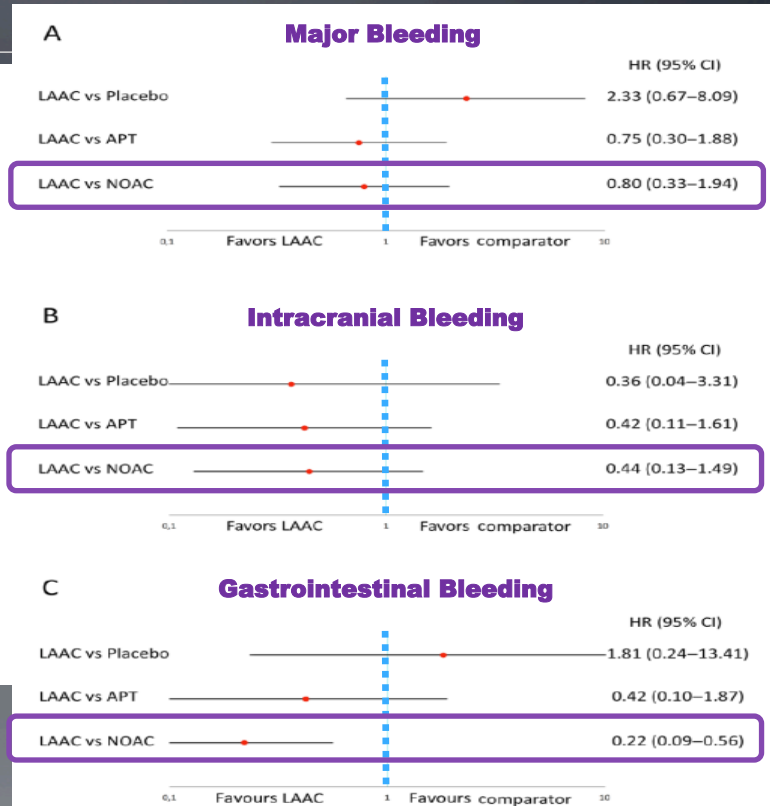 A
Major Bleeding
HR (95% CI)
LAAC vs Placebo 2.33 (0.67–8.09)
LAAC vs APT 0.75 (0.30–1.88)
LAAC vs NOAC 0.80 (0.33–1.94)
0,1 Favors LAAC 1 Favors comparator 10
B
Intracranial Bleeding
HR (95% CI)
LAAC vs Placebo 0.36 (0.04–3.31)
LAAC vs APT 0.42 (0.11–1.61)
LAAC vs NOAC 0.44 (0.13–1.49)
0,1 Favors LAAC 1 Favors comparator 10
C
Gastrointestinal Bleeding
HR (95% CI)
LAAC vs Placebo 1.81 (0.24–13.41)
LAAC vs APT 0.42 (0.10–1.87)
LAAC vs NOAC 0.22 (0.09–0.56)
0,1 Favours LAAC 1 Favours comparator 10